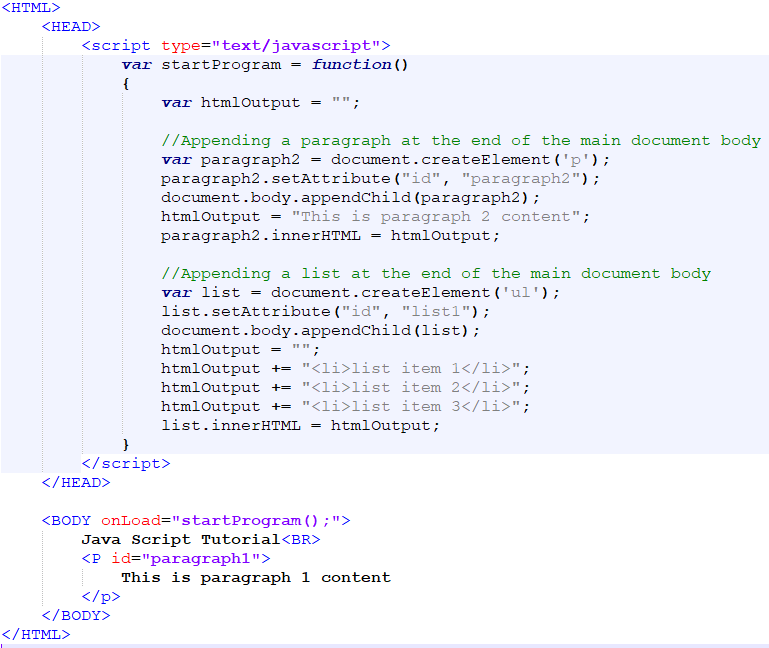 <HTML>
<HEAD>
<script type="text/javascript">
var startProgram = function()
{
var htmlOutput = "";
//Appending a paragraph at the end of the main document body
var paragraph2 = document.createElement('p');
paragraph2.setAttribute("id", "paragraph2");
document.body.appendChild(paragraph2);
htmlOutput = "This is paragraph 2 content";
paragraph2.innerHTML = htmlOutput;
//Appending a list at the end of the main document body
var list = document.createElement('ul');
list.setAttribute("id", "list1");
document.body.appendChild(list);
htmlOutput = "";
htmlOutput += "<li>list item 1</li>";
htmlOutput += "<li>list item 2</li>";
htmlOutput += "<li>list item 3</li>";
list.innerHTML = htmlOutput;
}
</script>
</HEAD>
<BODY onLoad="startProgram();">
Java Script Tutorial<BR>
<P id="paragraph1">
This is paragraph 1 content
</p>
</BODY>
</HTML>